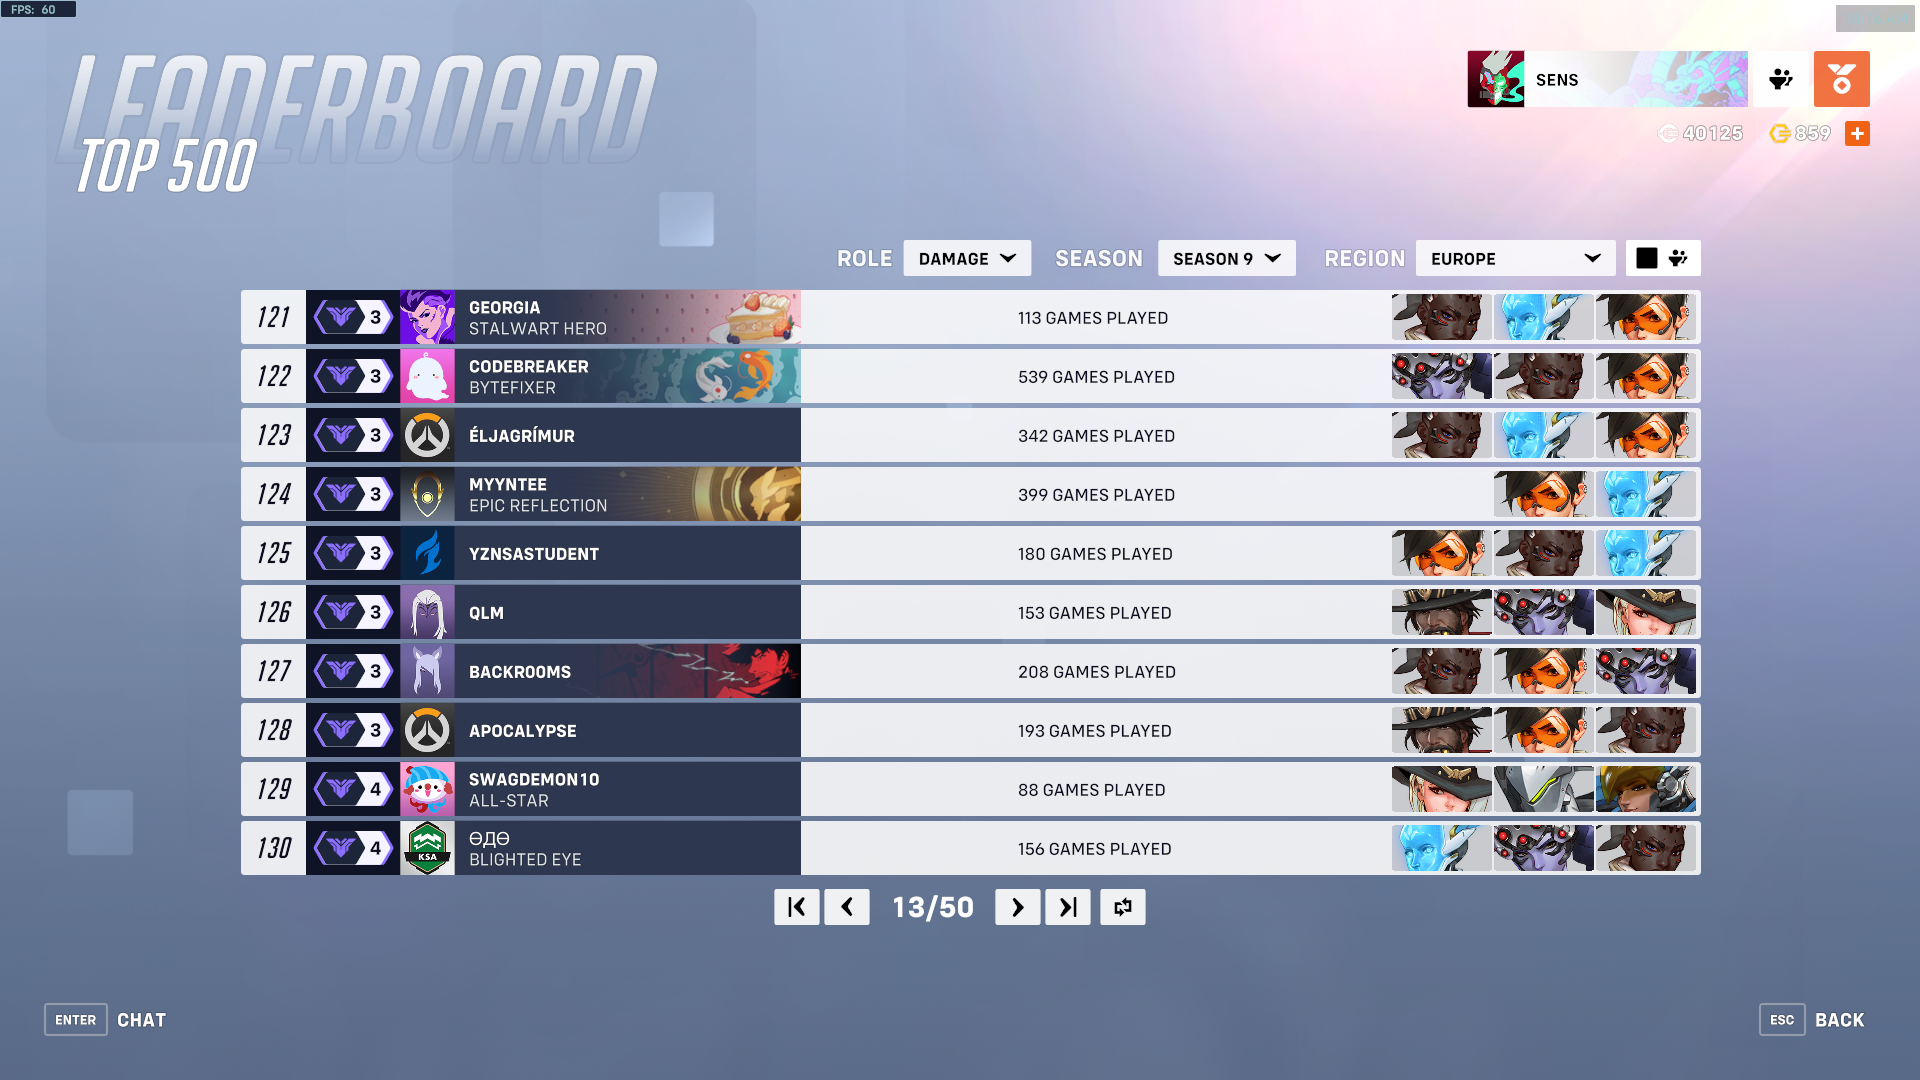 FPS: 60
LEADERBOARD
TOP 500
SENS
40125
859
ROLE
DAMAGE
SEASON
SEASON 9
REGION
EUROPE
121
3
GEORGIA
STALWART HERO
113 GAMES PLAYED
122
3
CODEBREAKER
BYTEFIXER
539 GAMES PLAYED
123
3
ÉLJAGRÍMUR
342 GAMES PLAYED
124
3
MYYNTEE
EPIC REFLECTION
399 GAMES PLAYED
125
3
YZNSASTUDENT
180 GAMES PLAYED
126
3
QLM
153 GAMES PLAYED
127
3
BACKROOMS
208 GAMES PLAYED
128
3
APOCALYPSE
193 GAMES PLAYED
129
4
SWAGDEMON10
ALL-STAR
88 GAMES PLAYED
130
4
KSA
ӨДӨ
BLIGHTED EYE
156 GAMES PLAYED
13/50
ENTER
CHAT
ESC
BACK